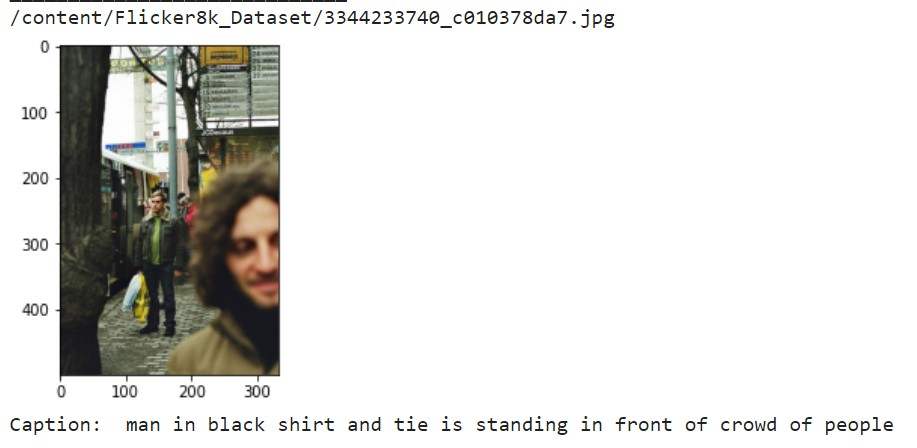 /content/Flicker8k_Dataset/3344233740_c010378da7.jpg
0
100
200
300
400
JCDecaux
0 100 200 300
Caption: man in black shirt and tie is standing in front of crowd of people